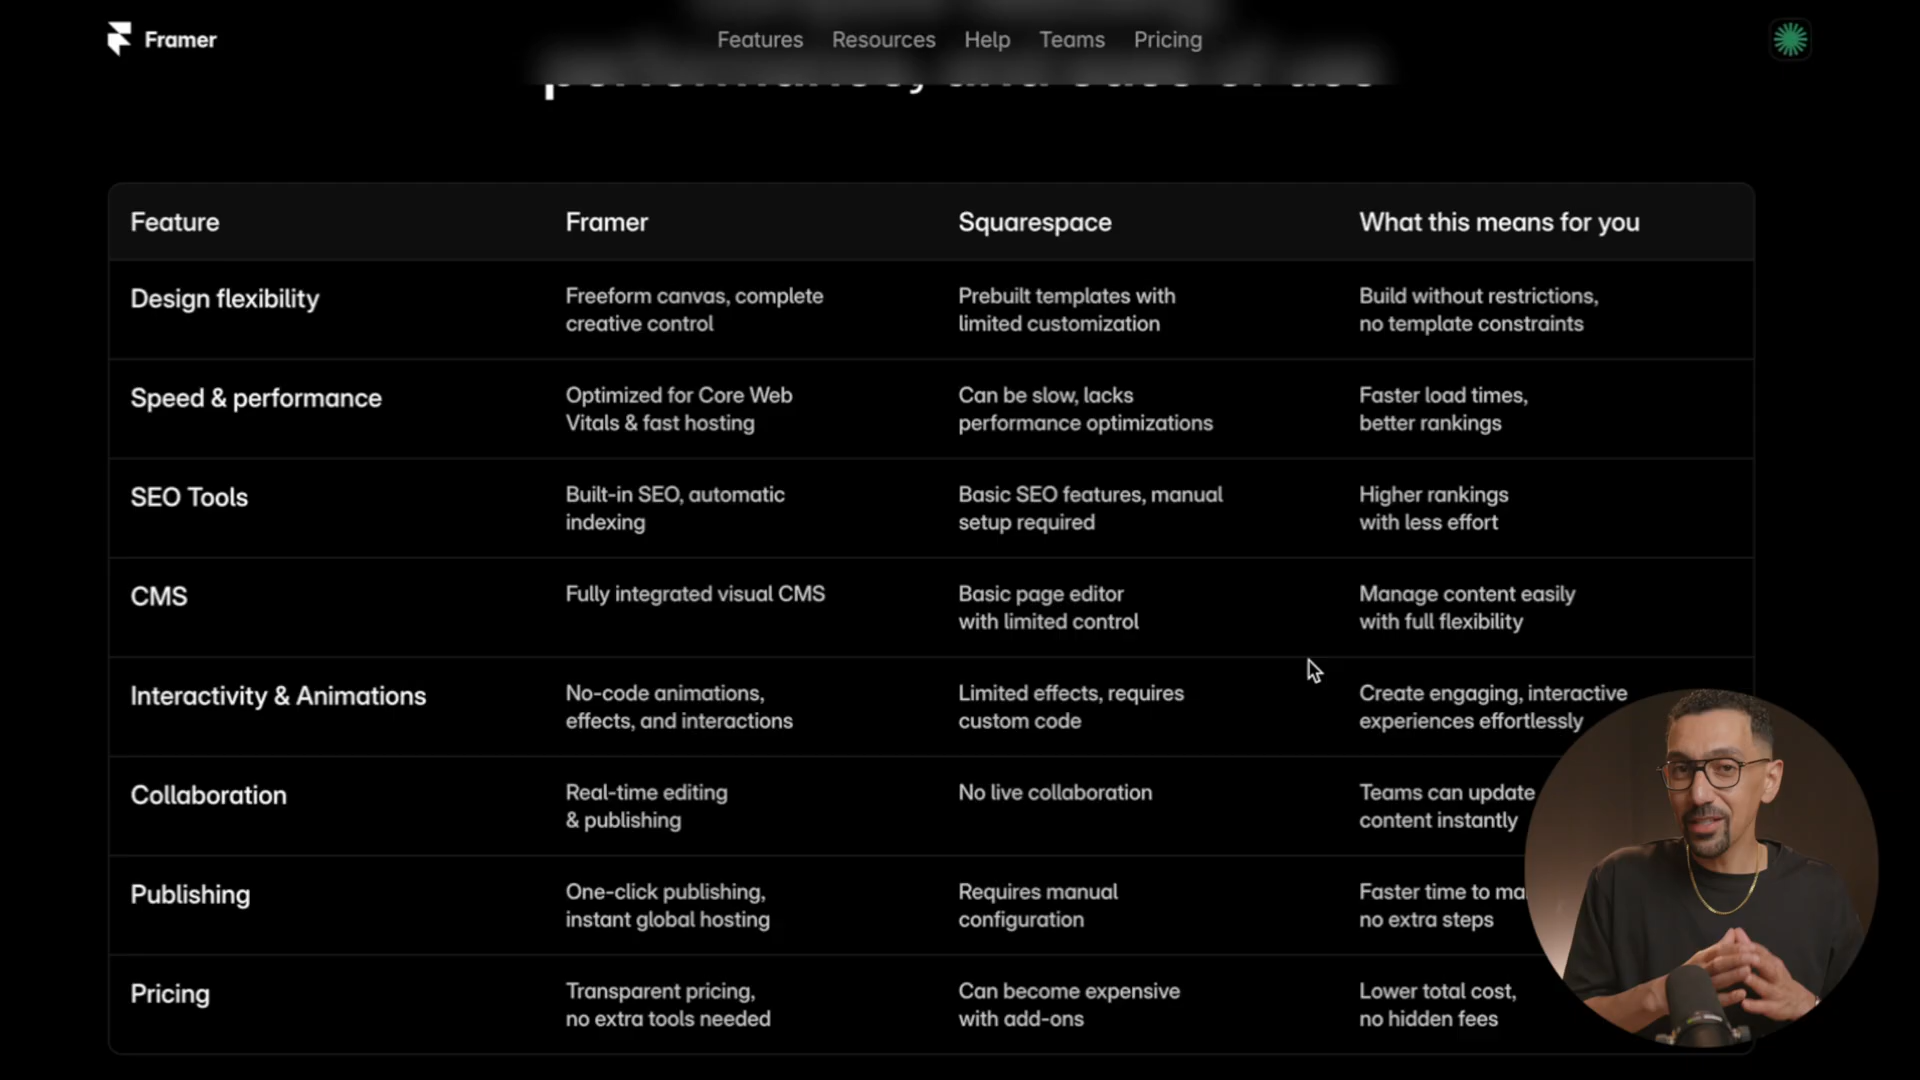 Framer
Features Resources Help Teams Pricing
performance, and ease of use
Feature Framer Squarespace What this means for you
Design flexibility
Freeform canvas, complete
creative control
Prebuilt templates with
limited customization
Build without restrictions,
no template constraints
Speed & performance
Optimized for Core Web
Vitals & fast hosting
Can be slow, lacks
performance optimizations
Faster load times,
better rankings
SEO Tools
Built-in SEO, automatic
indexing
Basic SEO features, manual
setup required
Higher rankings
with less effort
CMS
Fully integrated visual CMS
Basic page editor
with limited control
Manage content easily
with full flexibility
Interactivity & Animations
No-code animations,
effects, and interactions
Limited effects, requires
custom code
Create engaging, interactive
experiences effortlessly
Collaboration
Real-time editing
& publishing
No live collaboration
Teams can update
content instantly
Publishing
One-click publishing,
instant global hosting
Requires manual
configuration
Faster time to ma
no extra steps
Pricing
Transparent pricing,
no extra tools needed
Can become expensive
with add-ons
Lower total cost,
no hidden fees